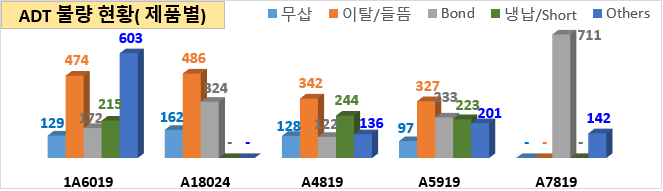 ADT 불량 현황( 제품별)
무삽 이탈/들뜸 Bond 냉납/Short Others
129 474 172 215 603
162 486 324 - -
128 342 122 244 136
97 327 233 223 201
- - 711 - 142
1A6019 A18024 A4819 A5919 A7819